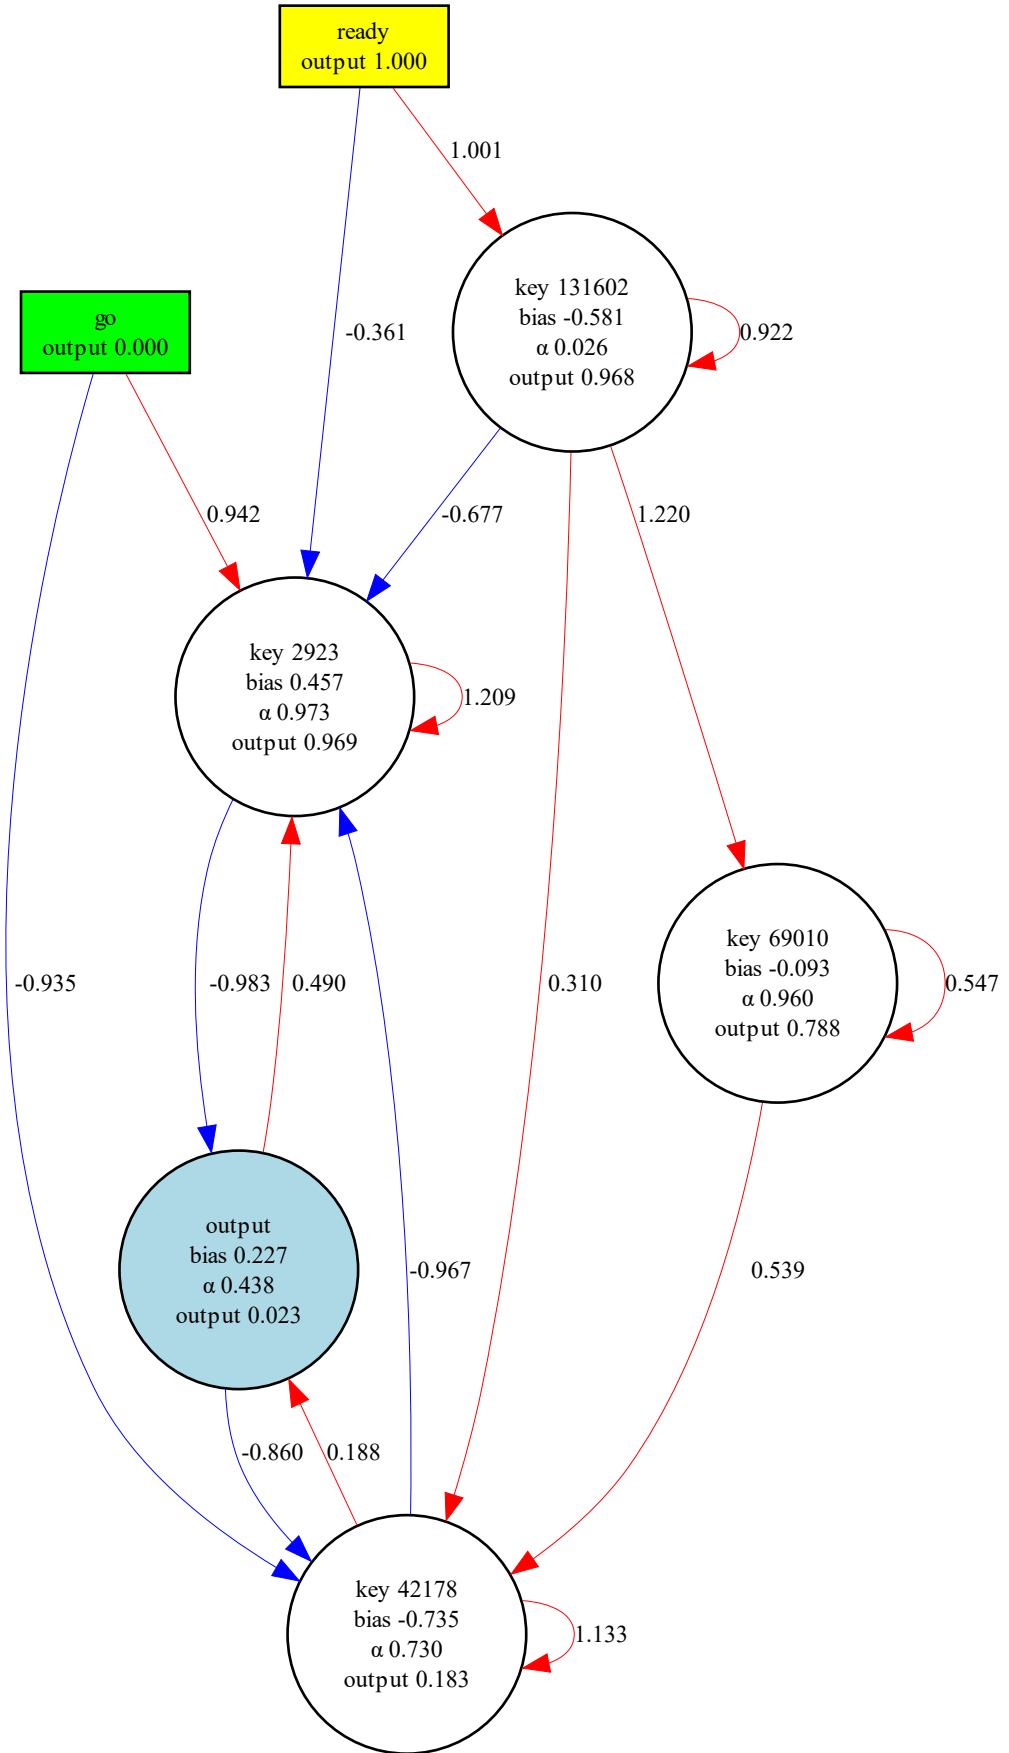 ready
output 1.000
1.001
key 131602
bias -0.581
α 0.026
output 0.968
0.922
go
output 0.000
-0.361
0.942
-0.677
1.220
key 2923
bias 0.457
α 0.973
output 0.969
1.209
key 69010
bias -0.093
α 0.960
output 0.788
0.547
-0.935
-0.983
0.490
0.310
output
bias 0.227
α 0.438
output 0.023
-0.967
0.539
-0.860
0.188
key 42178
bias -0.735
α 0.730
output 0.183
1.133